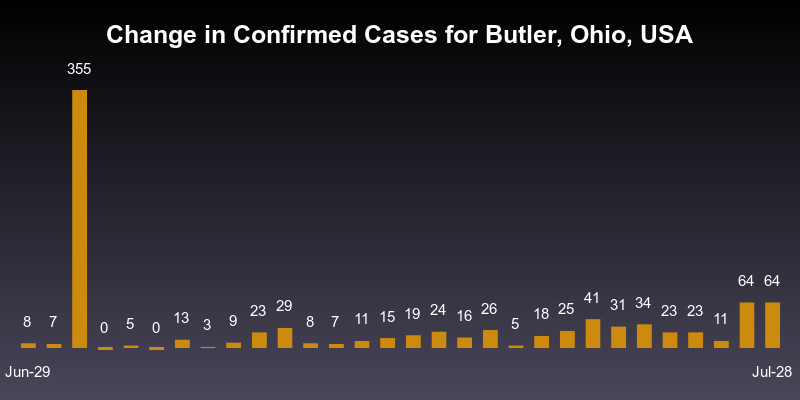 Change in Confirmed Cases for Butler, Ohio, USA
355
8 7 0 5 0 13 3 9 23 29 8 7 11 15 19 24 16 26 5 18 25 41 31 34 23 23 11 64 64
Jun-29 Jul-28